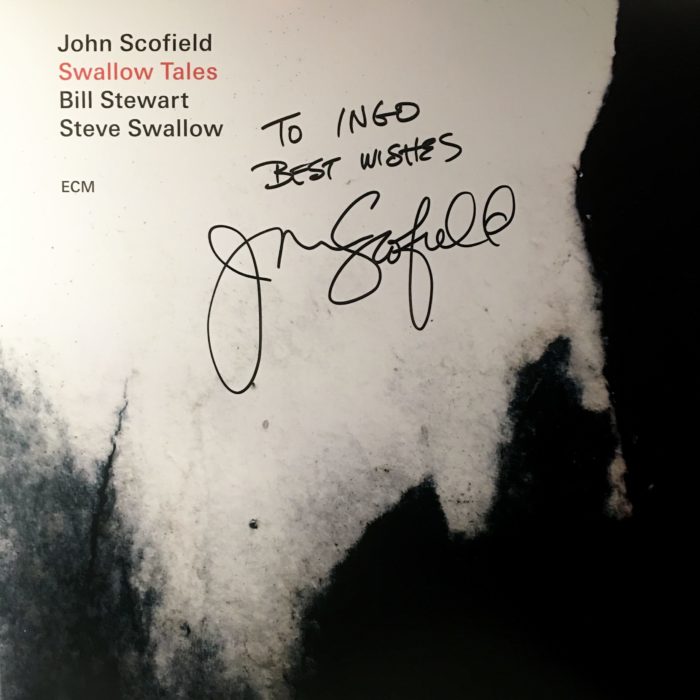 John Scofield
Swallow Tales
Bill Stewart
Steve Swallow
ECM
TO INGO
BEST WISHES
John Scofield